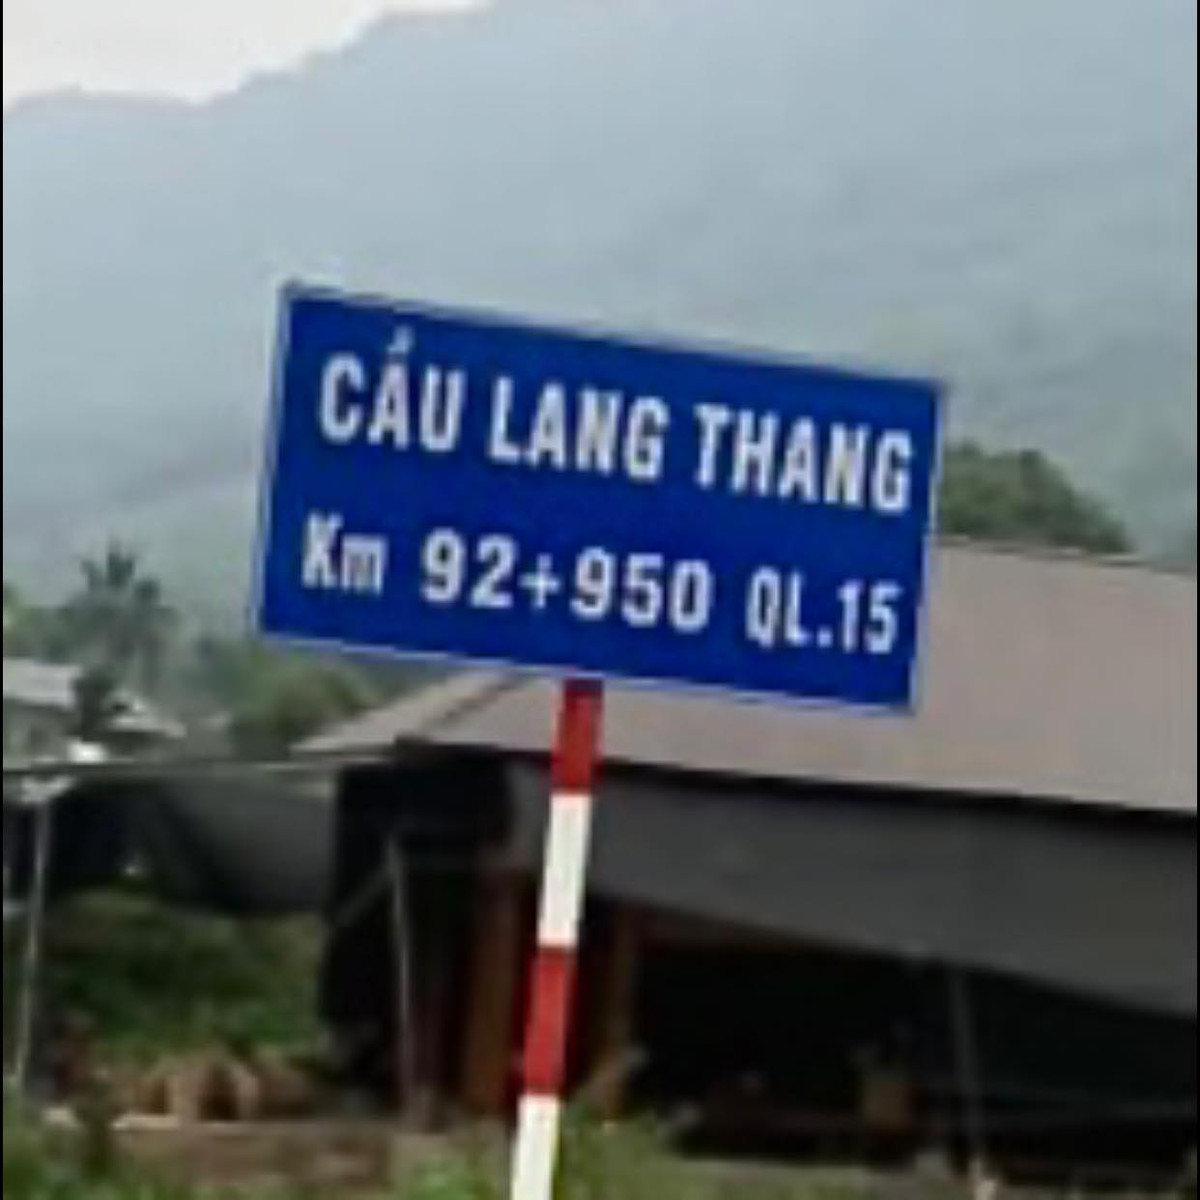 CẦU LANG THANG
Km 92+950 QL.15